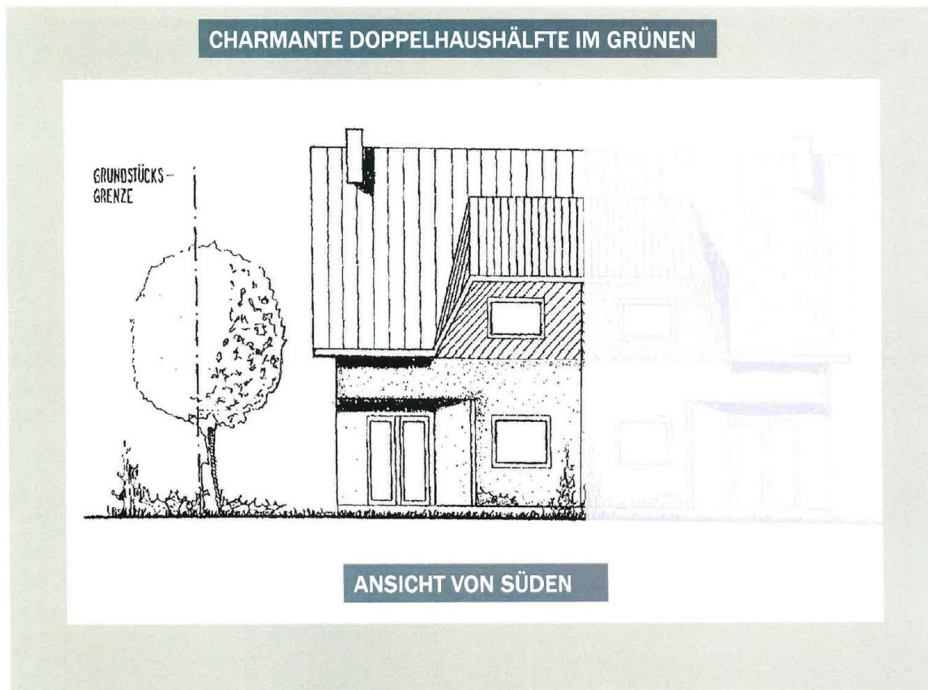 CHARMANTE DOPPELHAUSHÄLFTE IM GRÜNEN
GRUNDSTÜCKS-
GRENZE
ANSICHT VON SÜDEN